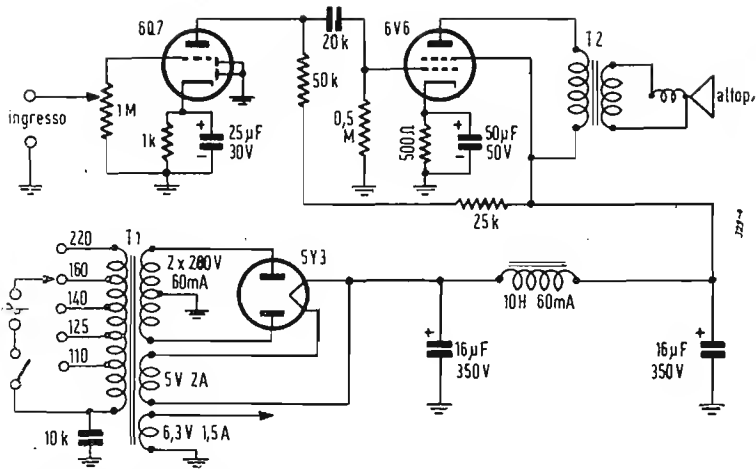 6Q7
20k
6V6
T2
50k
1M
ingresso
1k
25µF
30V
0,5
M
500Ω
50µF
50V
altop.
25k
T1
220
160
140
125
110
2 x 280V
60mA
5Y3
10H 60mA
5V 2A
16µF
350V
16µF
350V
6,3V 1,5A
10k